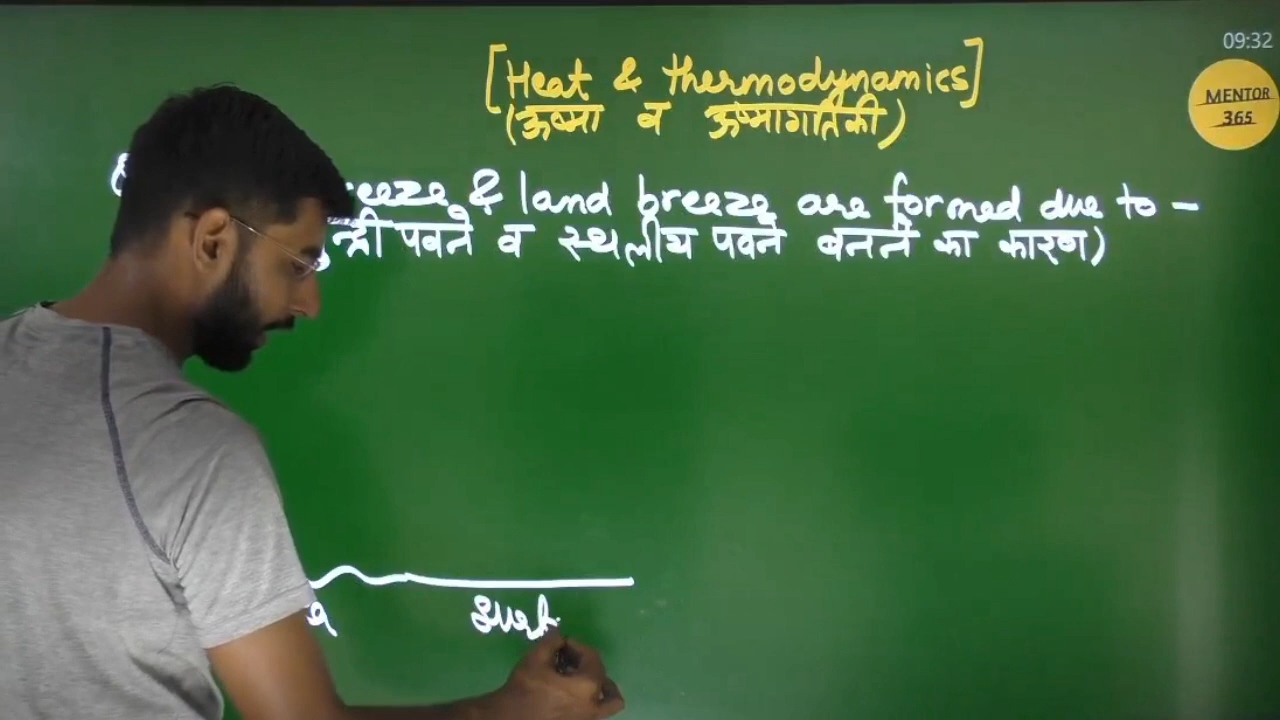 09:32
MENTOR
365
[Heat & thermodynamics]
(ऊष्मा व ऊष्मागतिकी)
reeze & land breeze are formed due to -
द्री पवने व स्थलीय पवने बनने का कारण)